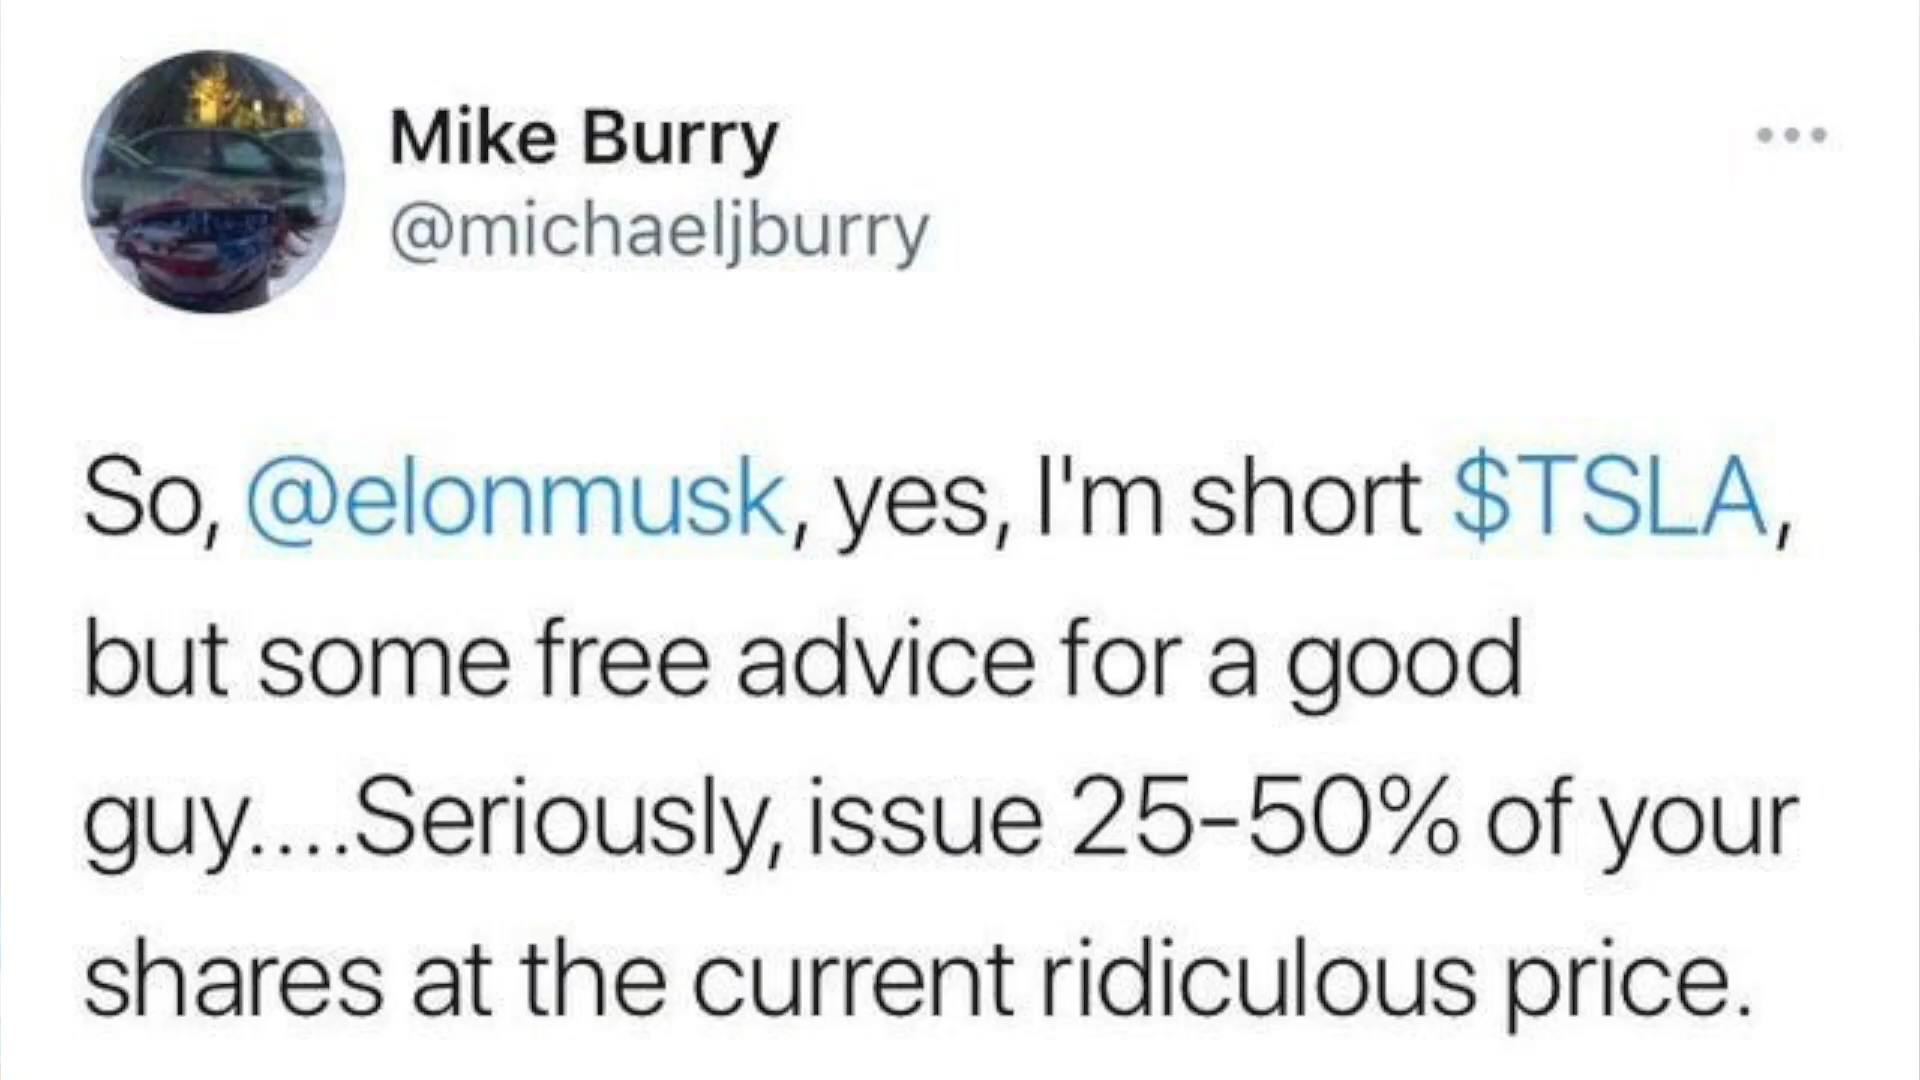 Mike Burry
@michaeljburry
So, @elonmusk, yes, I'm short $TSLA,
but some free advice for a good
guy....Seriously, issue 25-50% of your
shares at the current ridiculous price.